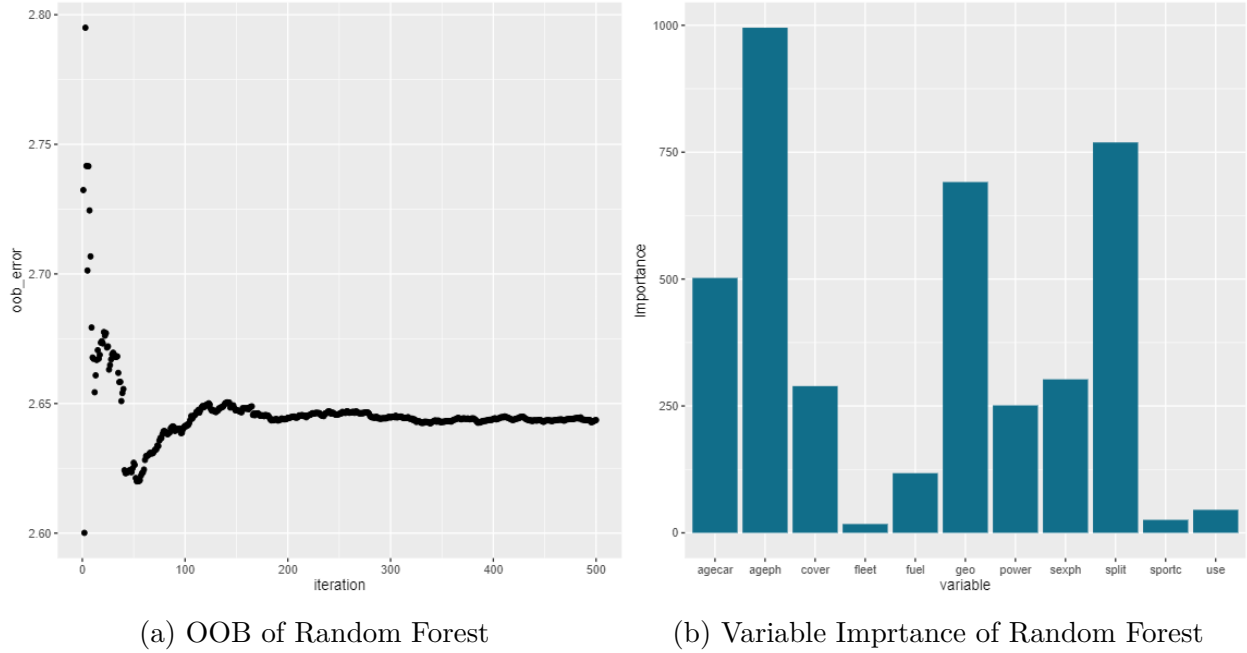 2.80
2.75
2.70
2.65
2.60
oob_error
0 100 200 300 400 500
iteration
(a) OOB of Random Forest
1000
750
500
250
0
Importance
agecar ageph cover fleet fuel geo power sexph split sportc use
variable
(b) Variable Imprtance of Random Forest